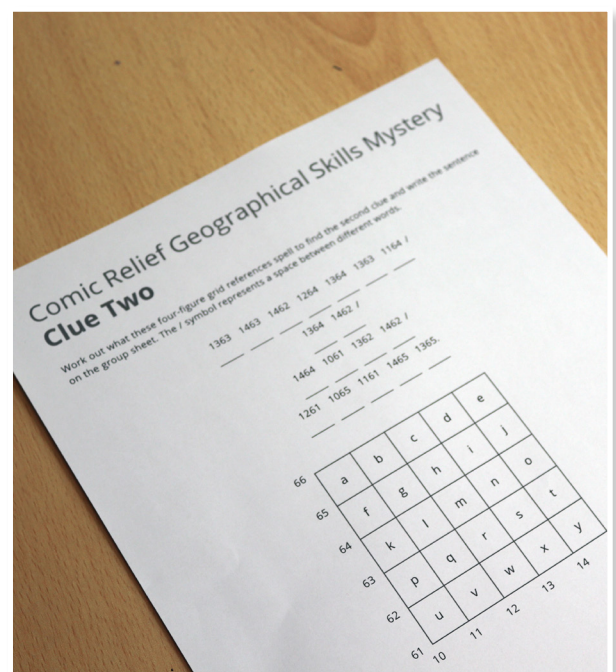 Comic Relief Geographical Skills Mystery
Clue Two
Work out what these four-figure grid references spell to find the second clue and write the sentence
on the group sheet. The / symbol represents a space between different words.
1363 1463 1462 1264 1364 1363 1164 /
1364 1462 /
1464 1061 1362 1462 /
1261 1065 1161 1465 1365.
66 a b c d e
65 f g h i j
64 k l m n o
63 p q r s t
62 u v w x y
61
10 11 12 13 14